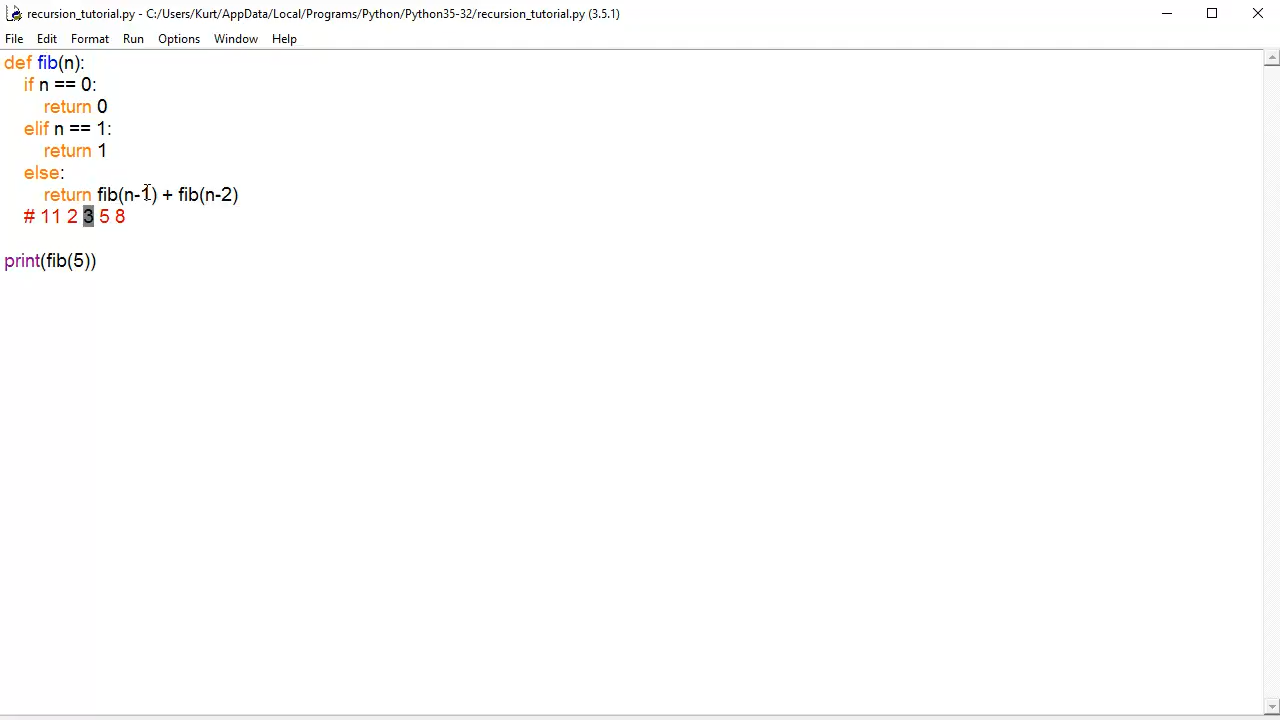 recursion_tutorial.py - C:/Users/Kurt/AppData/Local/Programs/Python/Python35-32/recursion_tutorial.py (3.5.1)
File Edit Format Run Options Window Help
def fib(n):
    if n == 0:
        return 0
    elif n == 1:
        return 1
    else:
        return fib(n-1) + fib(n-2)
    # 11 2 3 5 8
print(fib(5))